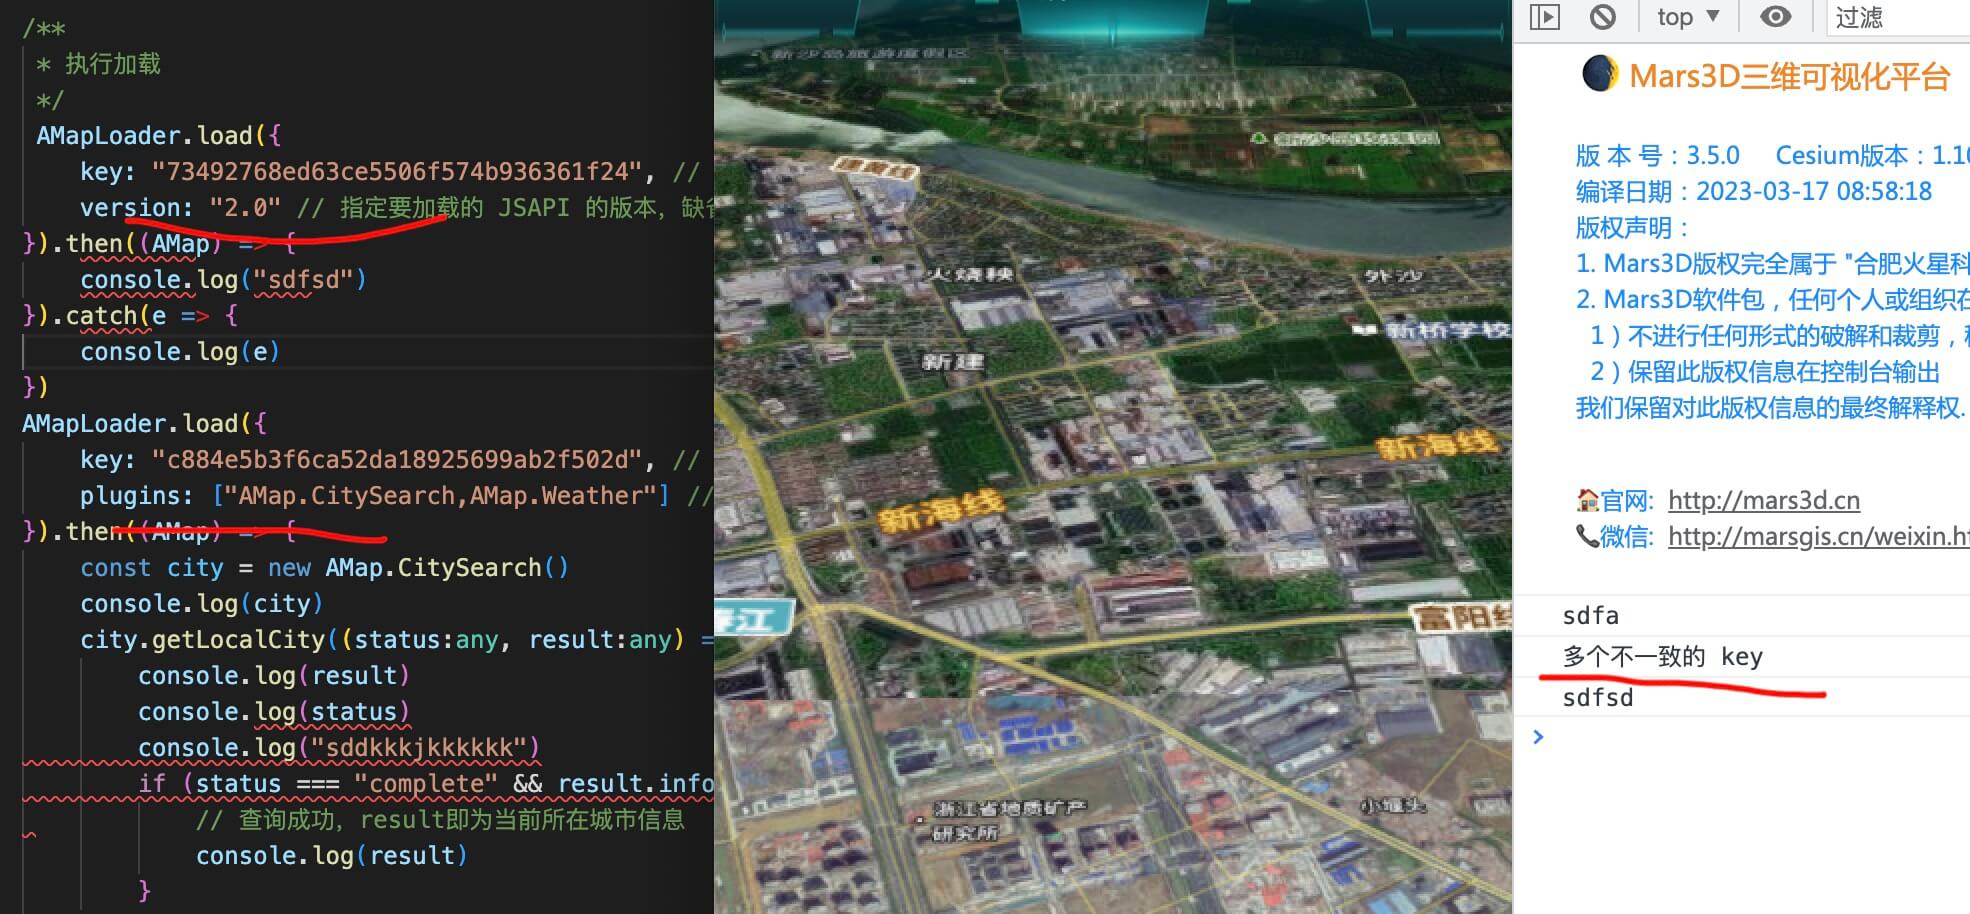 /**
* 执行加载
*/
AMapLoader.load({
key: "73492768ed63ce5506f574b936361f24", //
version: "2.0" // 指定要加载的 JSAPI 的版本，缺省
}).then((AMap) => {
console.log("sdfsd")
}).catch(e => {
console.log(e)
})
AMapLoader.load({
key: "c884e5b3f6ca52da18925699ab2f502d", //
plugins: ["AMap.CitySearch,AMap.Weather"] //
}).then((AMap) => {
const city = new AMap.CitySearch()
console.log(city)
city.getLocalCity((status:any, result:any) =
console.log(result)
console.log(status)
console.log("sddkkkjkkkkkk")
if (status === "complete" && result.info
// 查询成功，result即为当前所在城市信息
console.log(result)
}
火烧秧
外沙
新桥学校
新建
新海线
新海线
春江
富阳线
浙江省地质矿产
研究所
小罐头
top
过滤
Mars3D三维可视化平台
版 本 号：3.5.0 Cesium版本：1.10
编译日期：2023-03-17 08:58:18
版权声明：
1. Mars3D版权完全属于 "合肥火星科
2. Mars3D软件包，任何个人或组织在
1）不进行任何形式的破解和裁剪，
2）保留此版权信息在控制台输出
我们保留对此版权信息的最终解释权.
官网: http://mars3d.cn
微信: http://marsgis.cn/weixin.ht
sdfa
多个不一致的 key
sdfsd